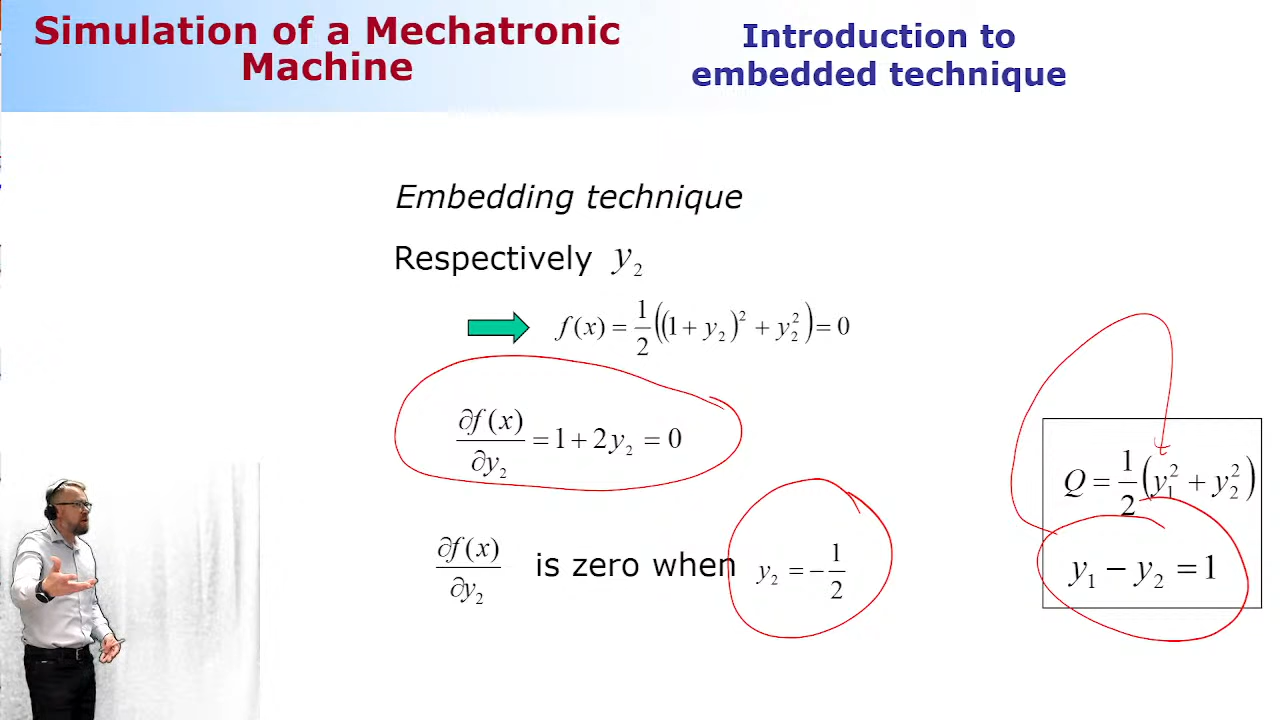 Simulation of a Mechatronic
Machine
Introduction to
embedded technique
Embedding technique
Respectively y₂
f(x) = 1/2((1 + y₂)² + y₂²) = 0
∂f(x)/∂y₂ = 1 + 2y₂ = 0
∂f(x)/∂y₂ is zero when y₂ = -1/2
Q = 1/2(y₁² + y₂²)
y₁ − y₂ = 1